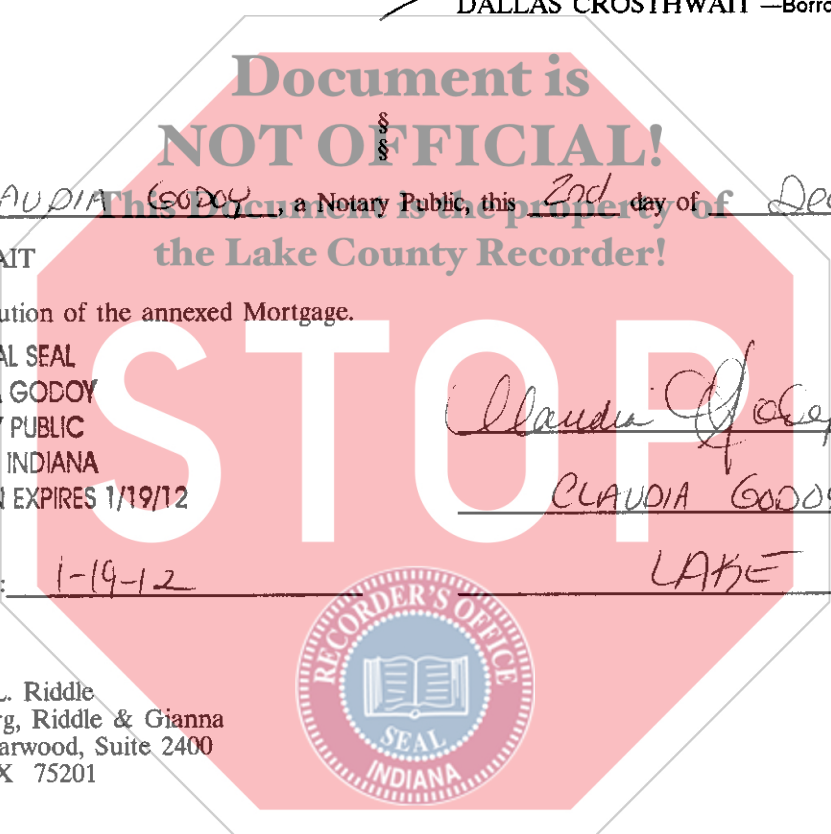 DALLAS CROSTHWAIT —Borro
Document is
NOT OFFICIAL!
§
§
AUDIA GODOY, a Notary Public, this 2nd day of Dec
This Document is the property of
the Lake County Recorder!
AIT
ution of the annexed Mortgage.
AL SEAL
GODOY
PUBLIC
INDIANA
EXPIRES 1/19/12
STOP
Claudia Godoy
CLAUDIA GODOY
: 1-19-12
LAKE
RECORDER'S OFFICE
SEAL
INDIANA
L. Riddle
rg, Riddle & Gianna
arwood, Suite 2400
X 75201